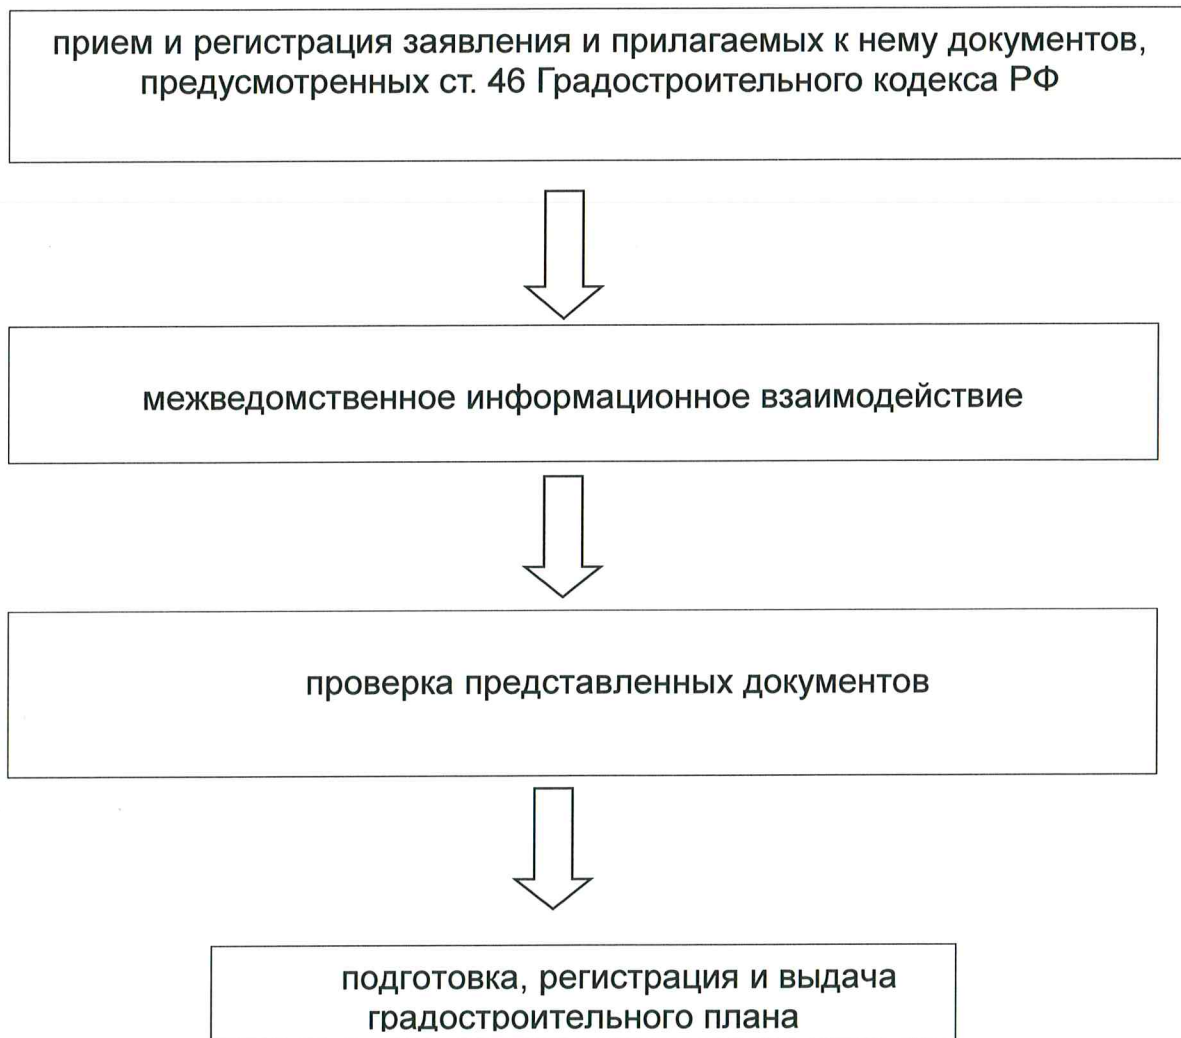 прием и регистрация заявления и прилагаемых к нему документов,
предусмотренных ст. 46 Градостроительного кодекса РФ
межведомственное информационное взаимодействие
проверка представленных документов
подготовка, регистрация и выдача
градостроительного плана